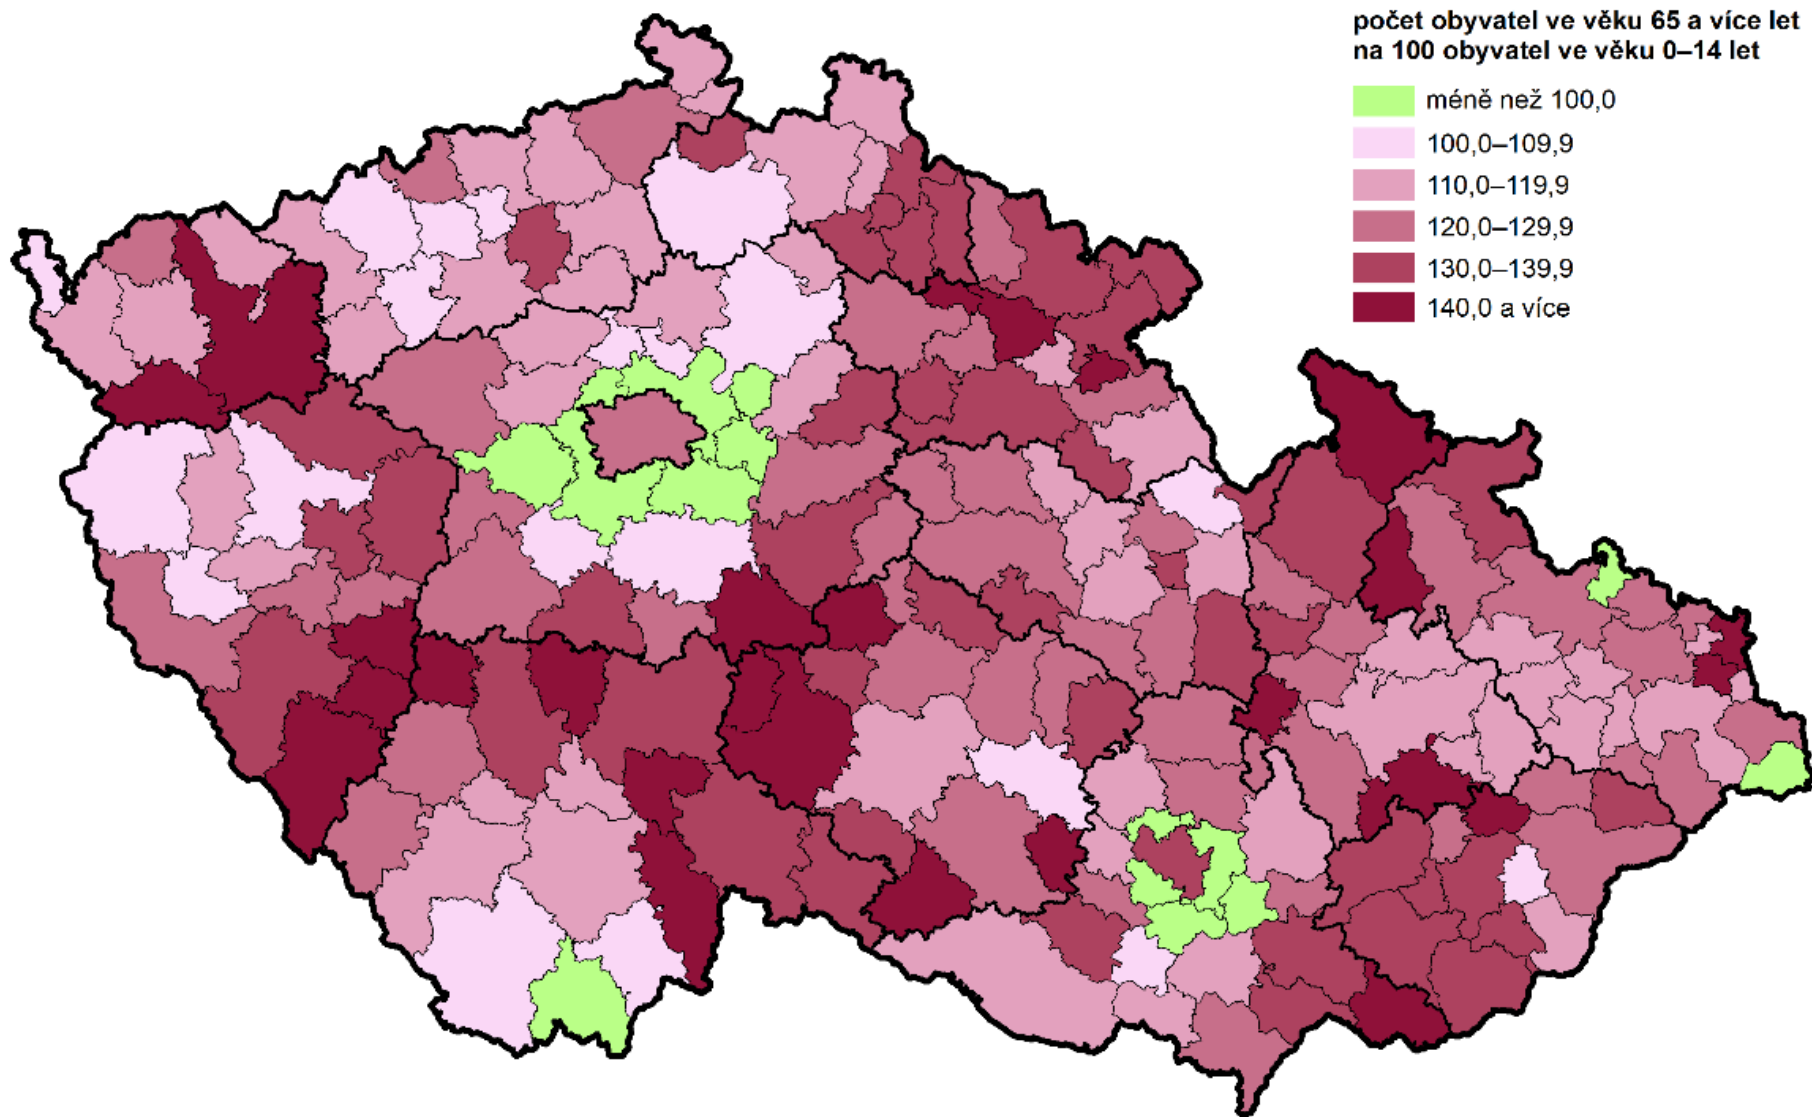 počet obyvatel ve věku 65 a více let
na 100 obyvatel ve věku 0–14 let
méně než 100,0
100,0–109,9
110,0–119,9
120,0–129,9
130,0–139,9
140,0 a více